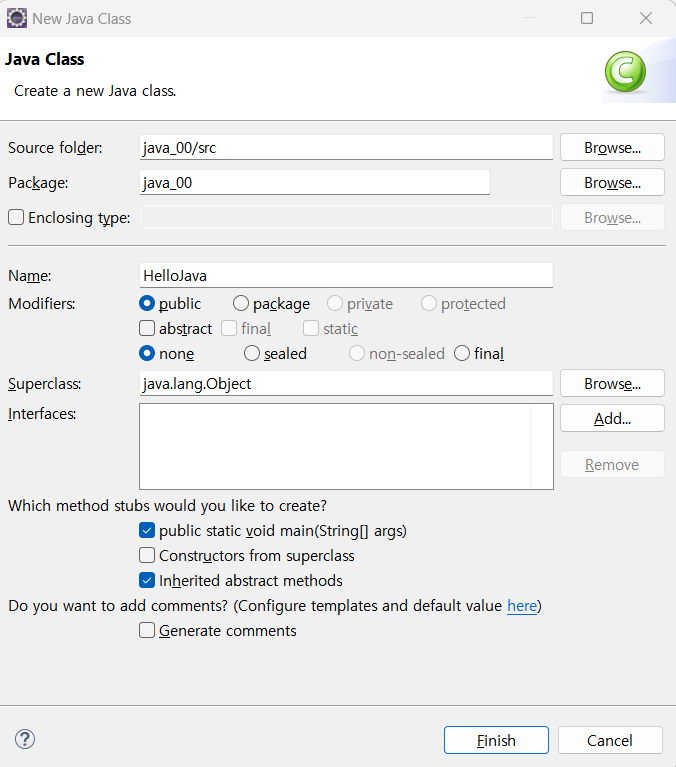 New Java Class
Java Class
Create a new Java class.
C
Source folder: java_00/src Browse...
Package: java_00 Browse...
Enclosing type: Browse...
Name: HelloJava
Modifiers: public package private protected
abstract final static
none sealed non-sealed final
Superclass: java.lang.Object Browse...
Interfaces: Add...
Remove
Which method stubs would you like to create?
public static void main(String[] args)
Constructors from superclass
Inherited abstract methods
Do you want to add comments? (Configure templates and default value here)
Generate comments
? Finish Cancel